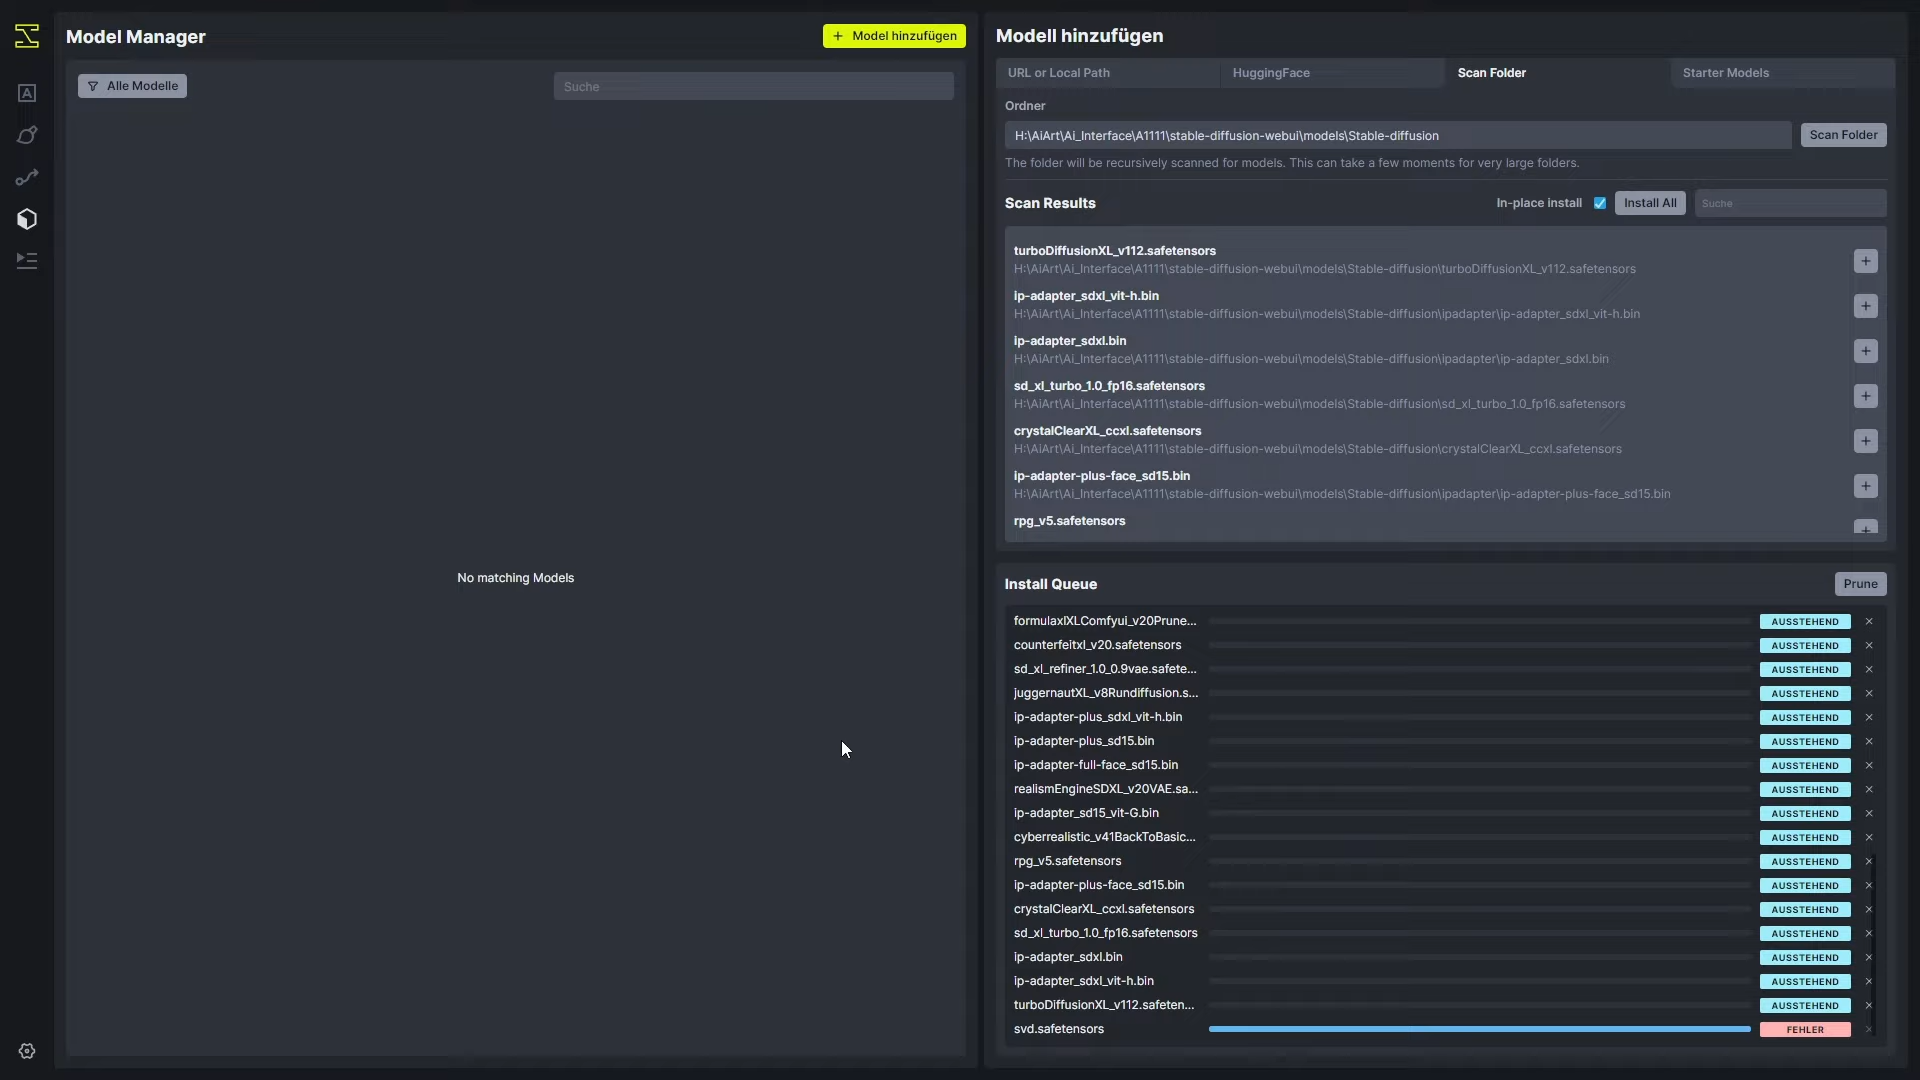 Model Manager
+ Model hinzufügen
Alle Modelle
Suche
No matching Models
Modell hinzufügen
URL or Local Path
HuggingFace
Scan Folder
Starter Models
Ordner
H:\AiArt\Ai_Interface\A1111\stable-diffusion-webui\models\Stable-diffusion
Scan Folder
The folder will be recursively scanned for models. This can take a few moments for very large folders.
Scan Results
In-place install
Install All
Suche
turboDiffusionXL_v112.safetensors
H:\AiArt\Ai_Interface\A1111\stable-diffusion-webui\models\Stable-diffusion\turboDiffusionXL_v112.safetensors
ip-adapter_sdxl_vit-h.bin
H:\AiArt\Ai_Interface\A1111\stable-diffusion-webui\models\Stable-diffusion\ipadapter\ip-adapter_sdxl_vit-h.bin
ip-adapter_sdxl.bin
H:\AiArt\Ai_Interface\A1111\stable-diffusion-webui\models\Stable-diffusion\ipadapter\ip-adapter_sdxl.bin
sd_xl_turbo_1.0_fp16.safetensors
H:\AiArt\Ai_Interface\A1111\stable-diffusion-webui\models\Stable-diffusion\sd_xl_turbo_1.0_fp16.safetensors
crystalClearXL_ccxl.safetensors
H:\AiArt\Ai_Interface\A1111\stable-diffusion-webui\models\Stable-diffusion\crystalClearXL_ccxl.safetensors
ip-adapter-plus-face_sd15.bin
H:\AiArt\Ai_Interface\A1111\stable-diffusion-webui\models\Stable-diffusion\ipadapter\ip-adapter-plus-face_sd15.bin
rpg_v5.safetensors
Install Queue
Prune
formulaxlXLComfyui_v20Prune... AUSSTEHEND
counterfeitxl_v20.safetensors AUSSTEHEND
sd_xl_refiner_1.0_0.9vae.safete... AUSSTEHEND
juggernautXL_v8Rundiffusion.s... AUSSTEHEND
ip-adapter-plus_sdxl_vit-h.bin AUSSTEHEND
ip-adapter-plus_sd15.bin AUSSTEHEND
ip-adapter-full-face_sd15.bin AUSSTEHEND
realismEngineSDXL_v20VAE.sa... AUSSTEHEND
ip-adapter_sd15_vit-G.bin AUSSTEHEND
cyberrealistic_v41BackToBasic... AUSSTEHEND
rpg_v5.safetensors AUSSTEHEND
ip-adapter-plus-face_sd15.bin AUSSTEHEND
crystalClearXL_ccxl.safetensors AUSSTEHEND
sd_xl_turbo_1.0_fp16.safetensors AUSSTEHEND
ip-adapter_sdxl.bin AUSSTEHEND
ip-adapter_sdxl_vit-h.bin AUSSTEHEND
turboDiffusionXL_v112.safeten... AUSSTEHEND
svd.safetensors FEHLER